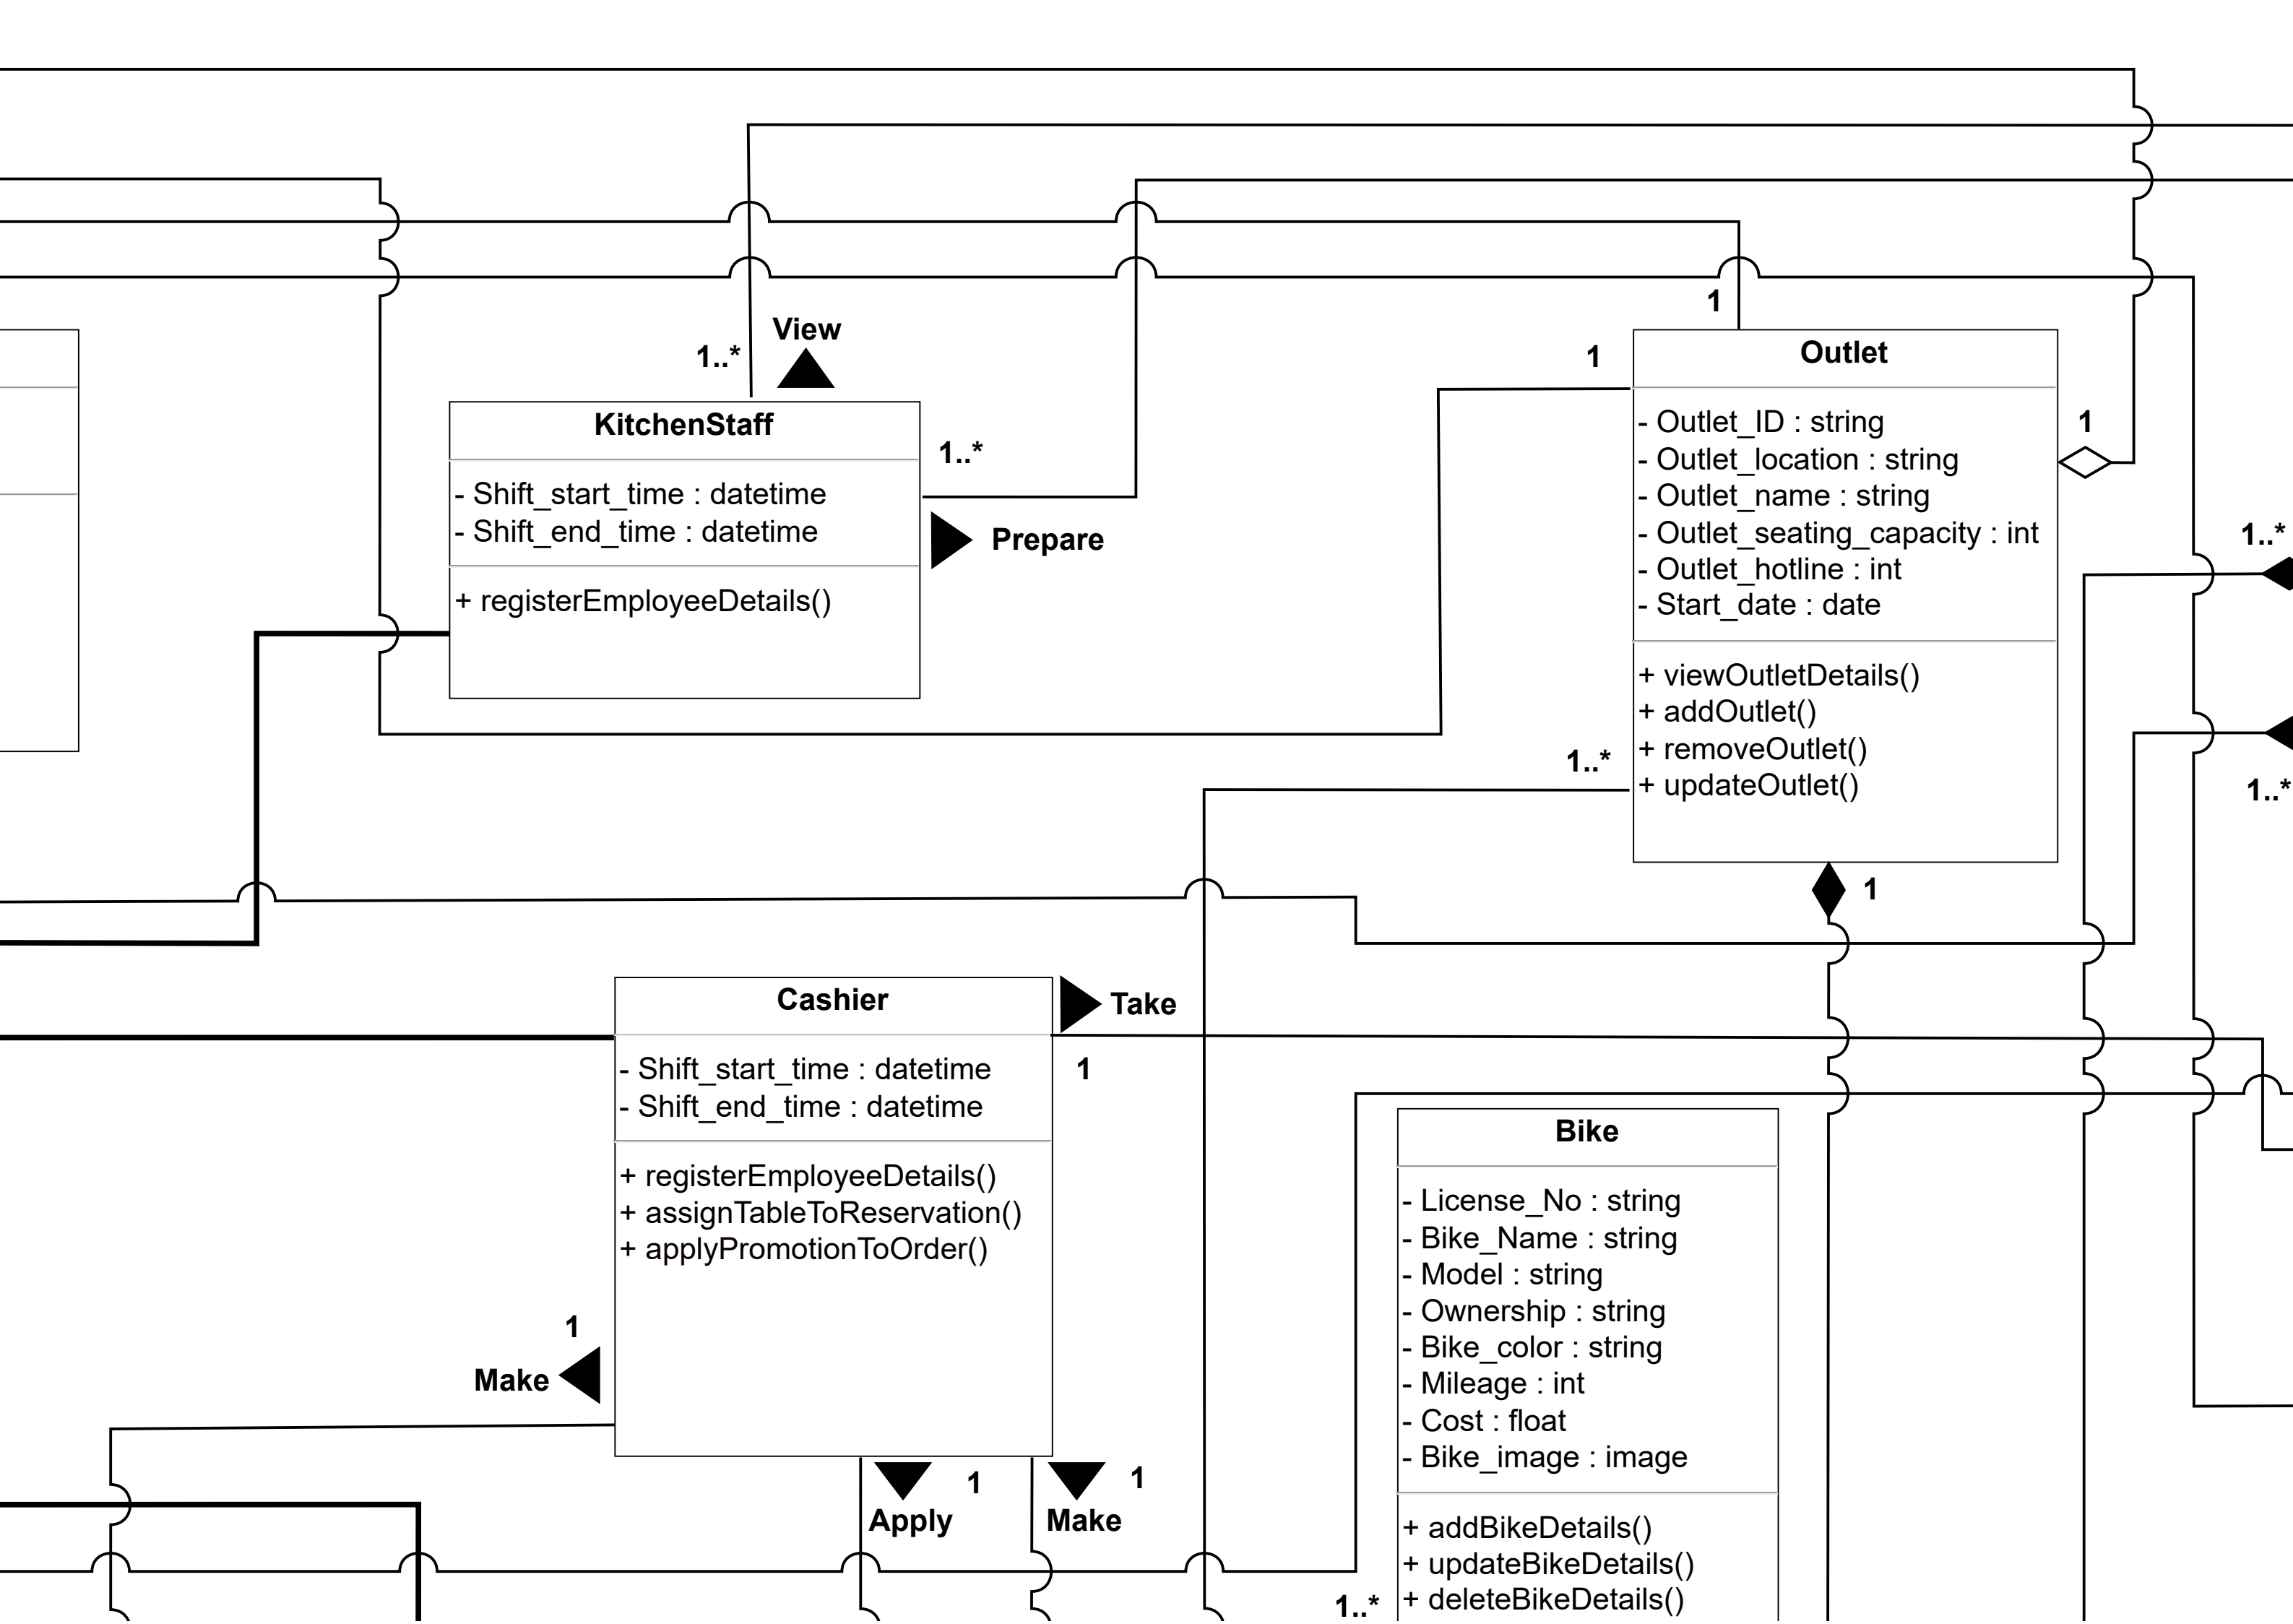 View
1..*
KitchenStaff
- Shift_start_time : datetime
- Shift_end_time : datetime
+ registerEmployeeDetails()
1..*
Prepare
1
1
Outlet
- Outlet_ID : string
- Outlet_location : string
- Outlet_name : string
- Outlet_seating_capacity : int
- Outlet_hotline : int
- Start_date : date
+ viewOutletDetails()
+ addOutlet()
+ removeOutlet()
+ updateOutlet()
1
1..*
1..*
1..*
1
Cashier
- Shift_start_time : datetime
- Shift_end_time : datetime
+ registerEmployeeDetails()
+ assignTableToReservation()
+ applyPromotionToOrder()
Take
1
1
Make
1
Apply
1
Make
Bike
- License_No : string
- Bike_Name : string
- Model : string
- Ownership : string
- Bike_color : string
- Mileage : int
- Cost : float
- Bike_image : image
+ addBikeDetails()
+ updateBikeDetails()
+ deleteBikeDetails()
1..*